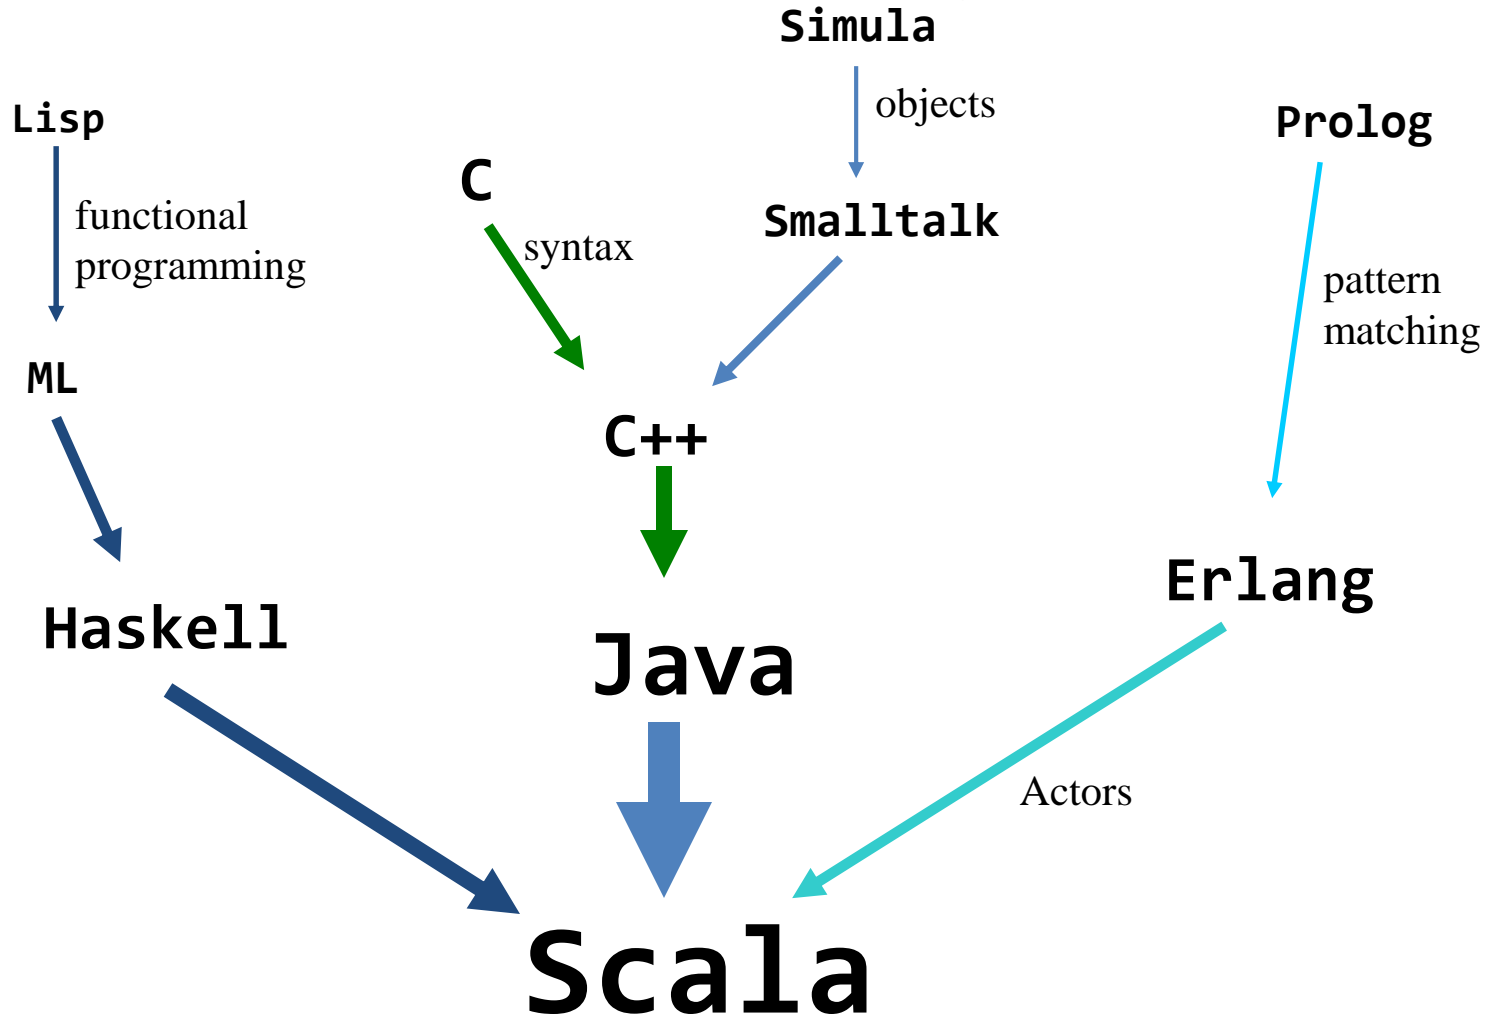 Simula
objects
Lisp
Prolog
C
functional
programming
syntax
Smalltalk
pattern
matching
ML
C++
Erlang
Haskell
Java
Actors
Scala